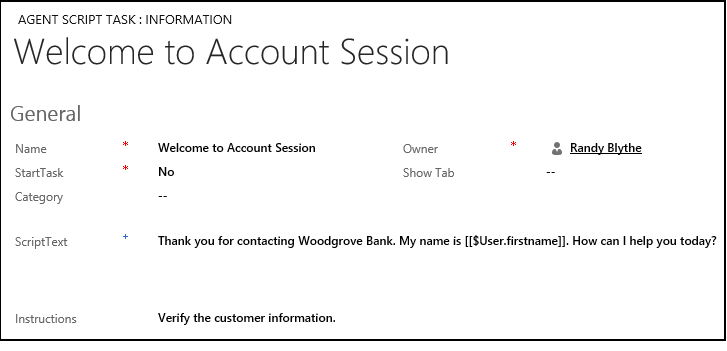 AGENT SCRIPT TASK : INFORMATION
Welcome to Account Session
General
Name * Welcome to Account Session Owner * Randy Blythe
StartTask * No Show Tab --
Category --
ScriptText + Thank you for contacting Woodgrove Bank. My name is [[$User.firstname]]. How can I help you today?
Instructions Verify the customer information.